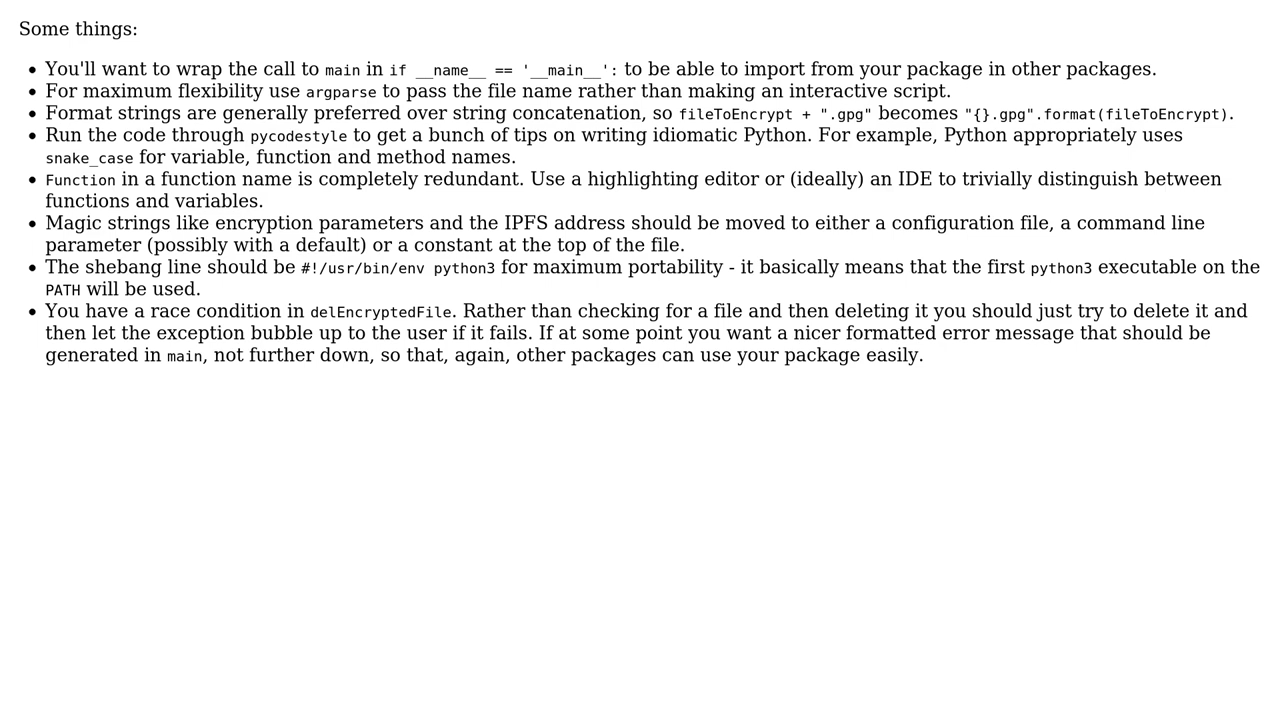 Some things:
• You'll want to wrap the call to main in if __name__ == '__main__': to be able to import from your package in other packages.
• For maximum flexibility use argparse to pass the file name rather than making an interactive script.
• Format strings are generally preferred over string concatenation, so fileToEncrypt + ".gpg" becomes "{}.gpg".format(fileToEncrypt).
• Run the code through pycodestyle to get a bunch of tips on writing idiomatic Python. For example, Python appropriately uses
snake_case for variable, function and method names.
• Function in a function name is completely redundant. Use a highlighting editor or (ideally) an IDE to trivially distinguish between
functions and variables.
• Magic strings like encryption parameters and the IPFS address should be moved to either a configuration file, a command line
parameter (possibly with a default) or a constant at the top of the file.
• The shebang line should be #!/usr/bin/env python3 for maximum portability - it basically means that the first python3 executable on the
PATH will be used.
• You have a race condition in delEncryptedFile. Rather than checking for a file and then deleting it you should just try to delete it and
then let the exception bubble up to the user if it fails. If at some point you want a nicer formatted error message that should be
generated in main, not further down, so that, again, other packages can use your package easily.